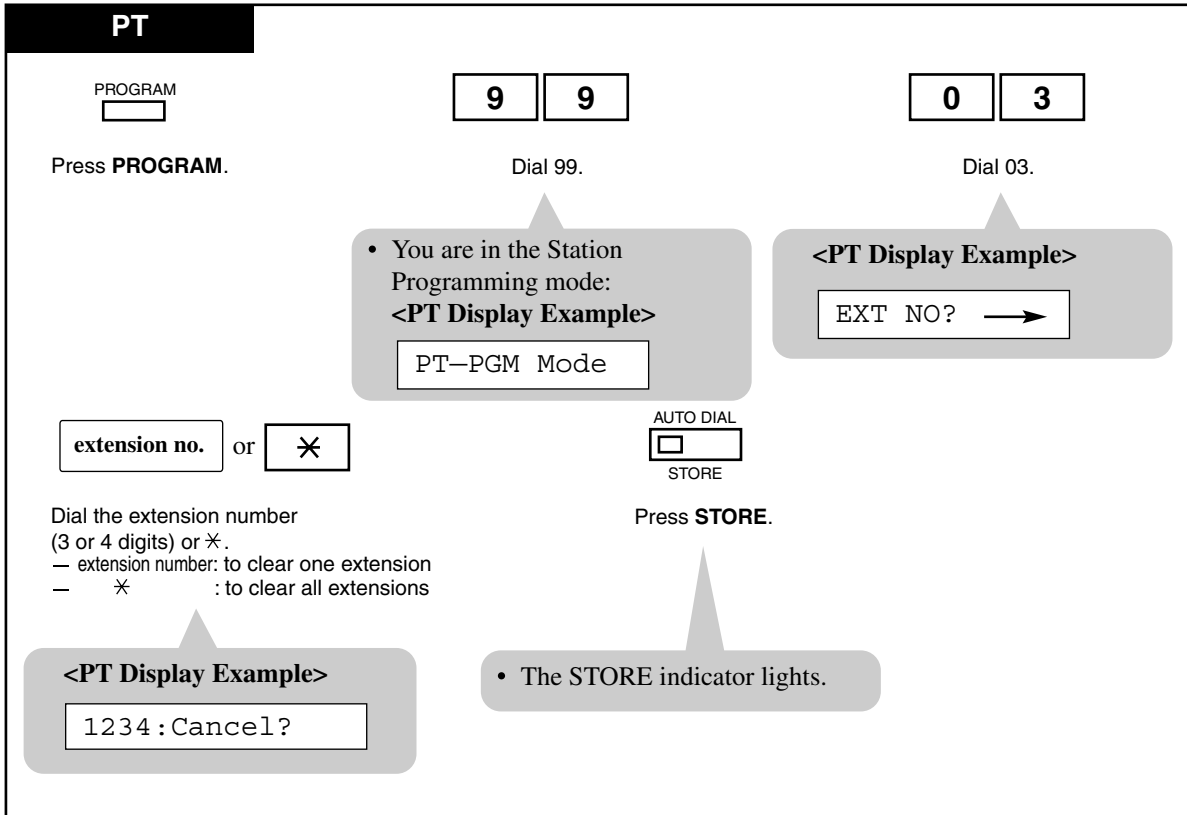 PT
PROGRAM
9 9
0 3
Press PROGRAM.
Dial 99.
Dial 03.
• You are in the Station
Programming mode:
<PT Display Example>
PT–PGM Mode
<PT Display Example>
EXT NO? →
extension no. or ✳
AUTO DIAL
STORE
Dial the extension number
(3 or 4 digits) or ✳.
— extension number: to clear one extension
— ✳ : to clear all extensions
Press STORE.
<PT Display Example>
1234:Cancel?
• The STORE indicator lights.